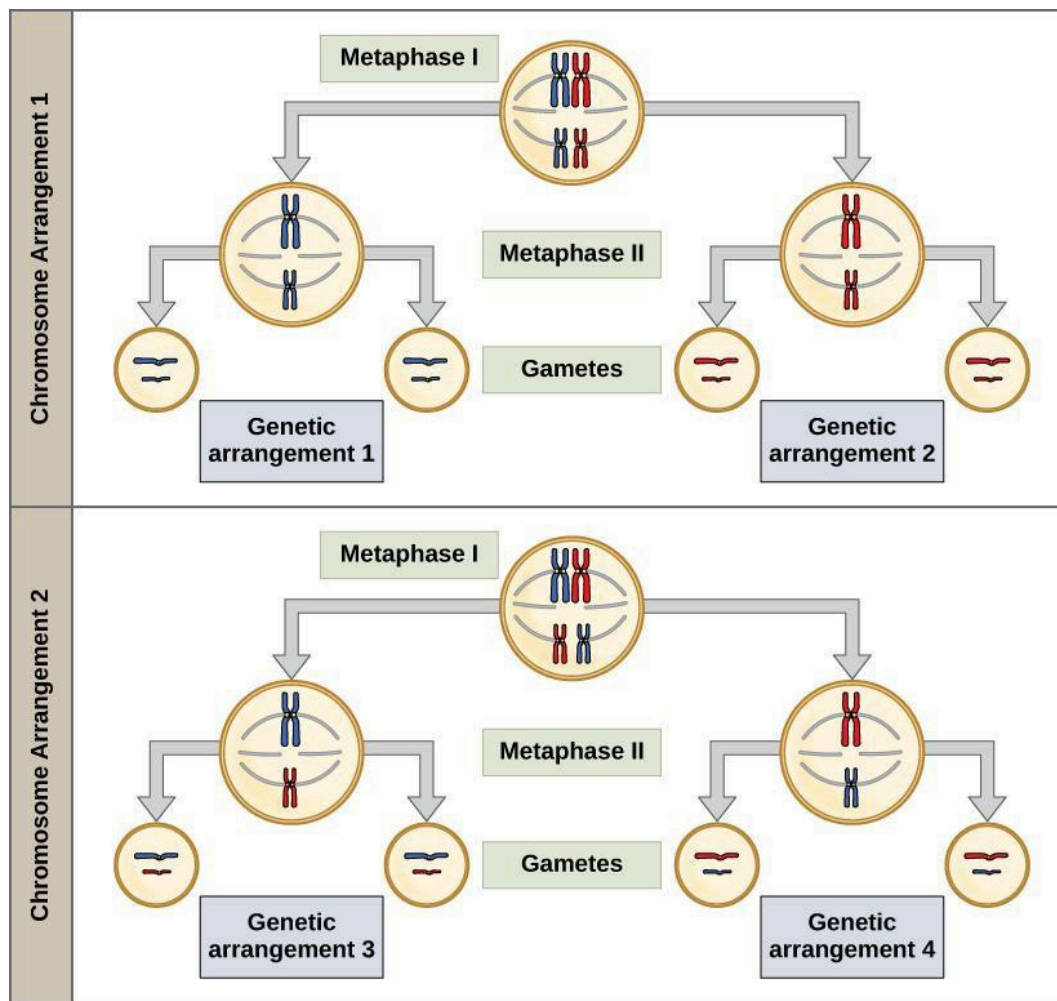 Chromosome Arrangement 1
Metaphase I
Metaphase II
Gametes
Genetic
arrangement 1
Genetic
arrangement 2
Chromosome Arrangement 2
Metaphase I
Metaphase II
Gametes
Genetic
arrangement 3
Genetic
arrangement 4